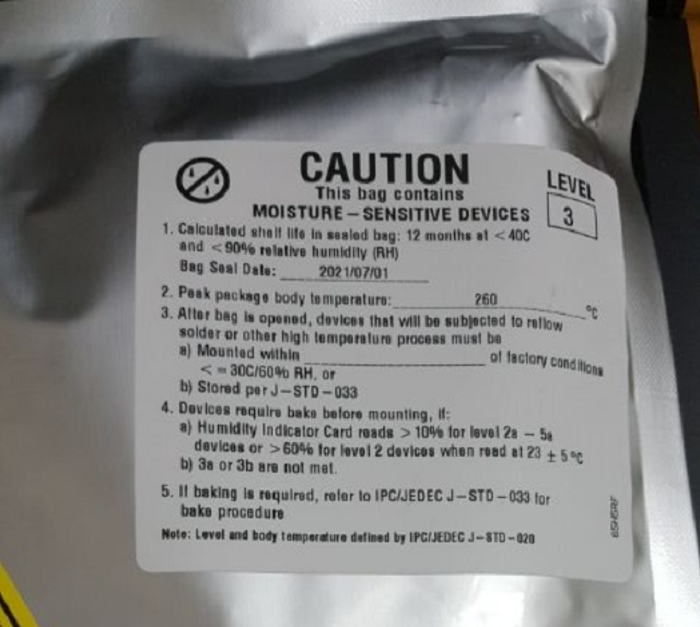 CAUTION
This bag contains
MOISTURE – SENSITIVE DEVICES
LEVEL
3
1. Calculated shelf life in sealed bag: 12 months at < 40C
and < 90% relative humidity (RH)
Bag Seal Date: 2021/07/01
2. Peak package body temperature: 260 °C
3. After bag is opened, devices that will be subjected to reflow
solder or other high temperature process must be
a) Mounted within ____ of factory conditions
< = 30C/60% RH, or
b) Stored per J–STD–033
4. Devices require bake before mounting, if:
a) Humidity Indicator Card reads > 10% for level 2a – 5a
devices or > 60% for level 2 devices when read at 23 ± 5 °C
b) 3a or 3b are not met.
5. If baking is required, refer to IPC/JEDEC J–STD–033 for
bake procedure
Note: Level and body temperature defined by IPC/JEDEC J–STD–020